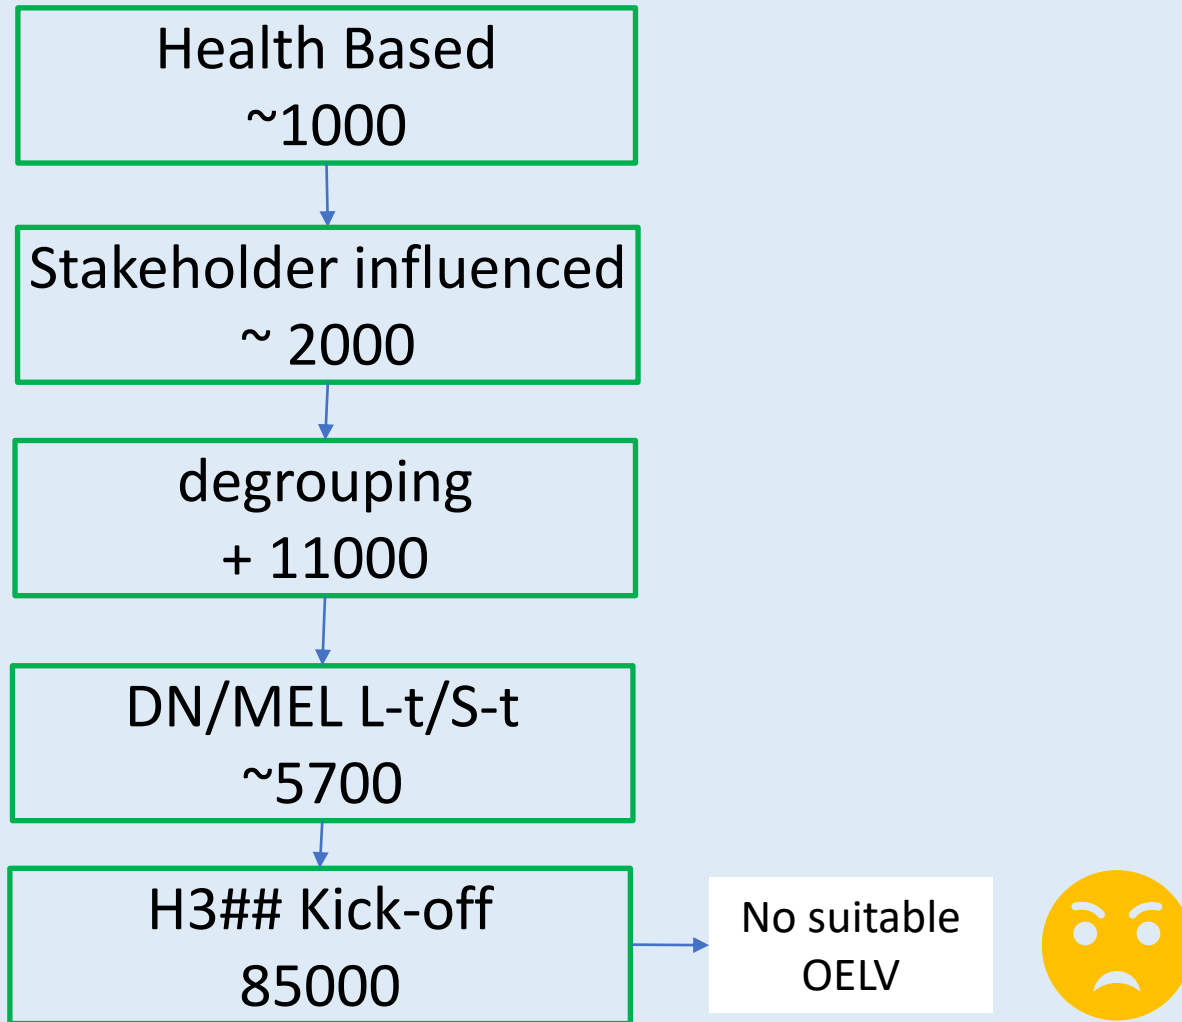 Health Based
~1000
Stakeholder influenced
~ 2000
degrouping
+ 11000
DN/MEL L-t/S-t
~5700
H3## Kick-off
85000
No suitable
OELV